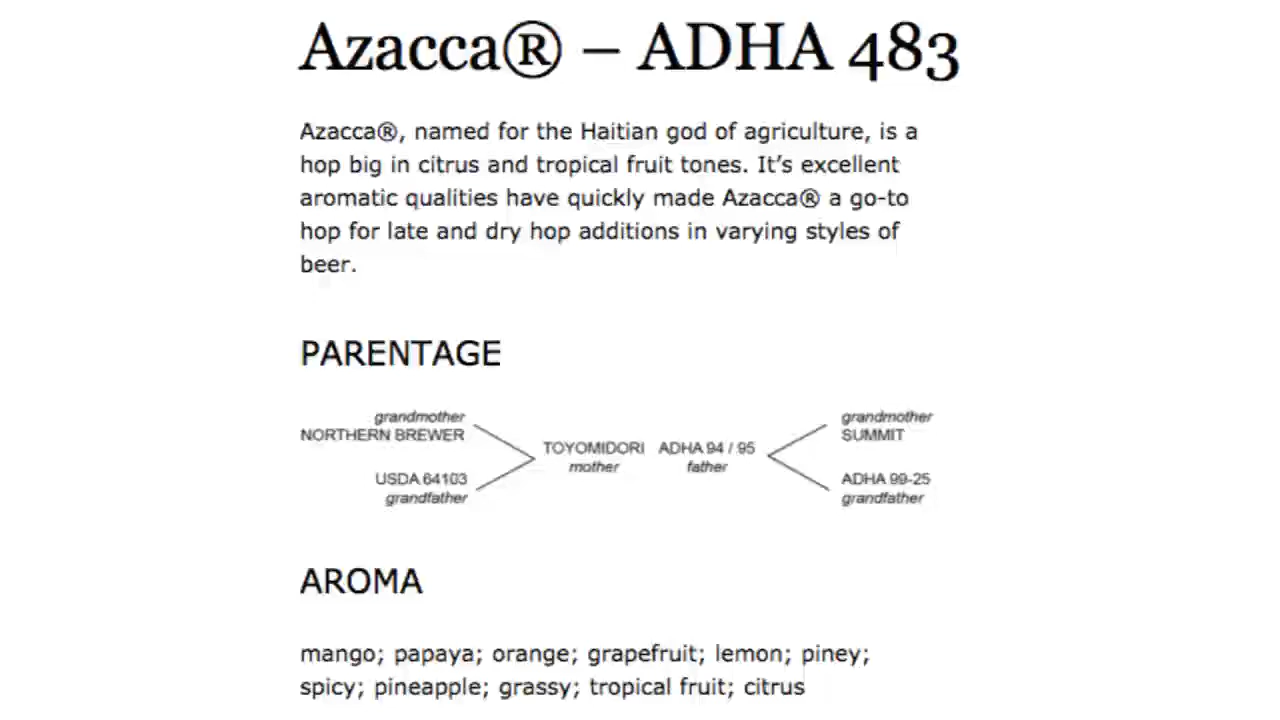 Azacca® – ADHA 483
Azacca®, named for the Haitian god of agriculture, is a
hop big in citrus and tropical fruit tones. It’s excellent
aromatic qualities have quickly made Azacca® a go-to
hop for late and dry hop additions in varying styles of
beer.
PARENTAGE
grandmother
NORTHERN BREWER
USDA 64103
grandfather
TOYOMIDORI
mother
ADHA 94 / 95
father
grandmother
SUMMIT
ADHA 99-25
grandfather
AROMA
mango; papaya; orange; grapefruit; lemon; piney;
spicy; pineapple; grassy; tropical fruit; citrus